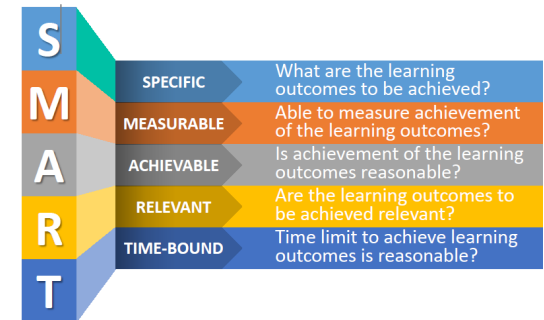 S
SPECIFIC
What are the learning
outcomes to be achieved?
M
MEASURABLE
Able to measure achievement
of the learning outcomes?
A
ACHIEVABLE
Is achievement of the learning
outcomes reasonable?
R
RELEVANT
Are the learning outcomes to
be achieved relevant?
T
TIME-BOUND
Time limit to achieve learning
outcomes is reasonable?